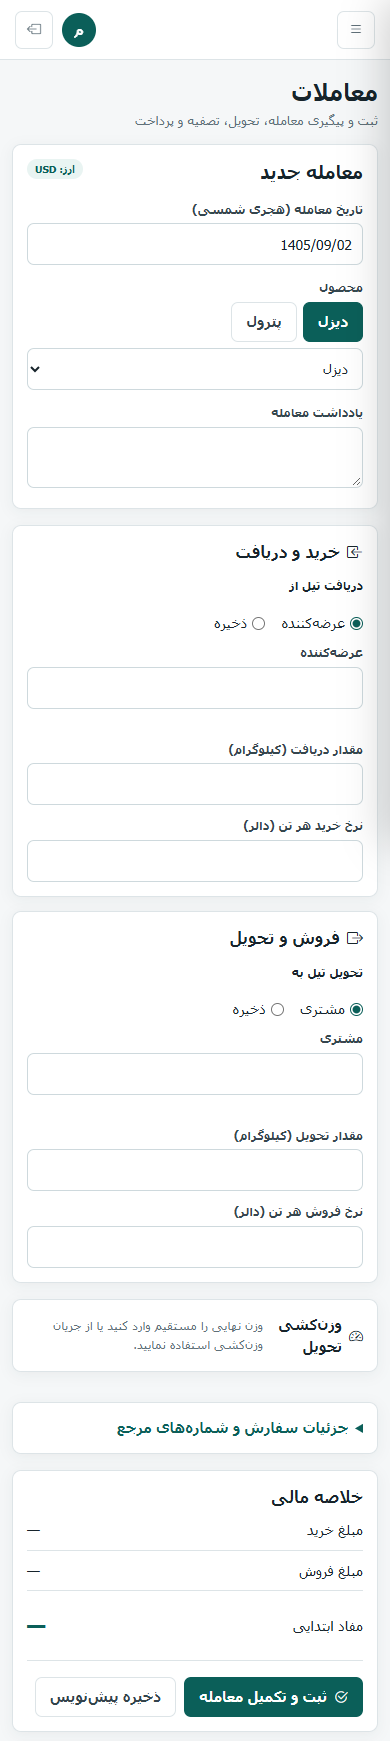 م
معاملات
ثبت و پیگیری معامله، تحویل، تصفیه و پرداخت
معامله جدید
ارز: USD
تاریخ معامله (هجری شمسی)
1405/09/02
محصول
دیزل
پترول
دیزل
یادداشت معامله
خرید و دریافت
دریافت تیل از
عرضه‌کننده
ذخیره
عرضه‌کننده
مقدار دریافت (کیلوگرام)
نرخ خرید هر تن (دالر)
فروش و تحویل
تحویل تیل به
مشتری
ذخیره
مشتری
مقدار تحویل (کیلوگرام)
نرخ فروش هر تن (دالر)
وزن‌کشی
تحویل
وزن نهایی را مستقیم وارد کنید یا از جریان
وزن‌کشی استفاده نمایید.
جزئیات سفارش و شماره‌های مرجع
خلاصه مالی
مبلغ خرید
—
مبلغ فروش
—
مفاد ابتدایی
—
ثبت و تکمیل معامله
ذخیره پیش‌نویس